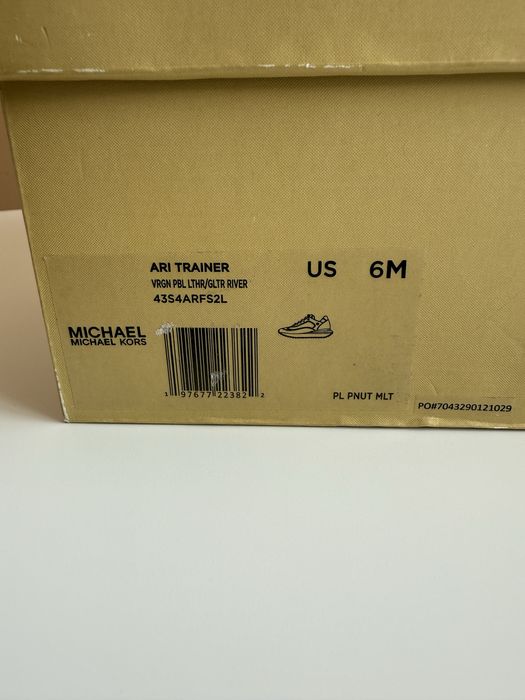 ARI TRAINER
US 6M
VRGN PBL LTHR/GLTR RIVER
43S4ARFS2L
MICHAEL
MICHAEL KORS
1 97677 22382 2
PL PNUT MLT
PO#7043290121029